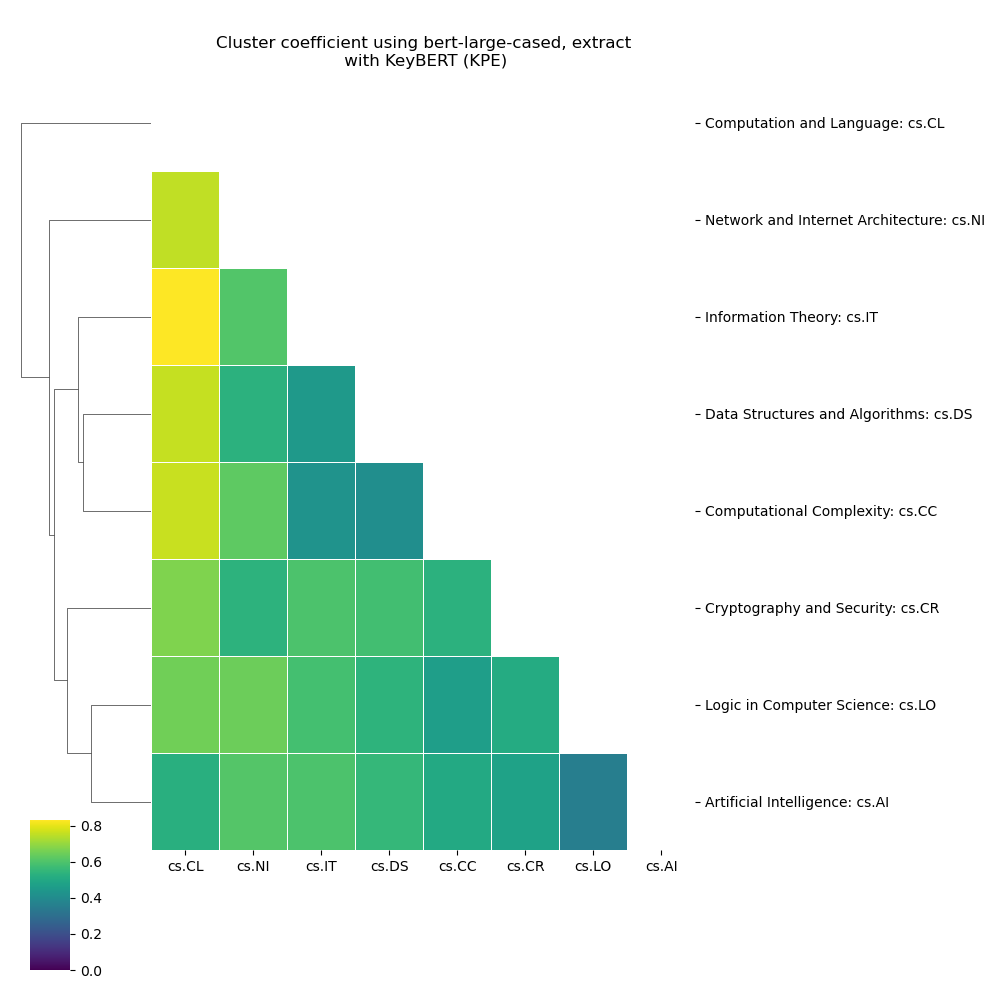 Cluster coefficient using bert-large-cased, extract
with KeyBERT (KPE)
Computation and Language: cs.CL
Network and Internet Architecture: cs.NI
Information Theory: cs.IT
Data Structures and Algorithms: cs.DS
Computational Complexity: cs.CC
Cryptography and Security: cs.CR
Logic in Computer Science: cs.LO
Artificial Intelligence: cs.AI
cs.CL cs.NI cs.IT cs.DS cs.CC cs.CR cs.LO cs.AI
0.8
0.6
0.4
0.2
0.0